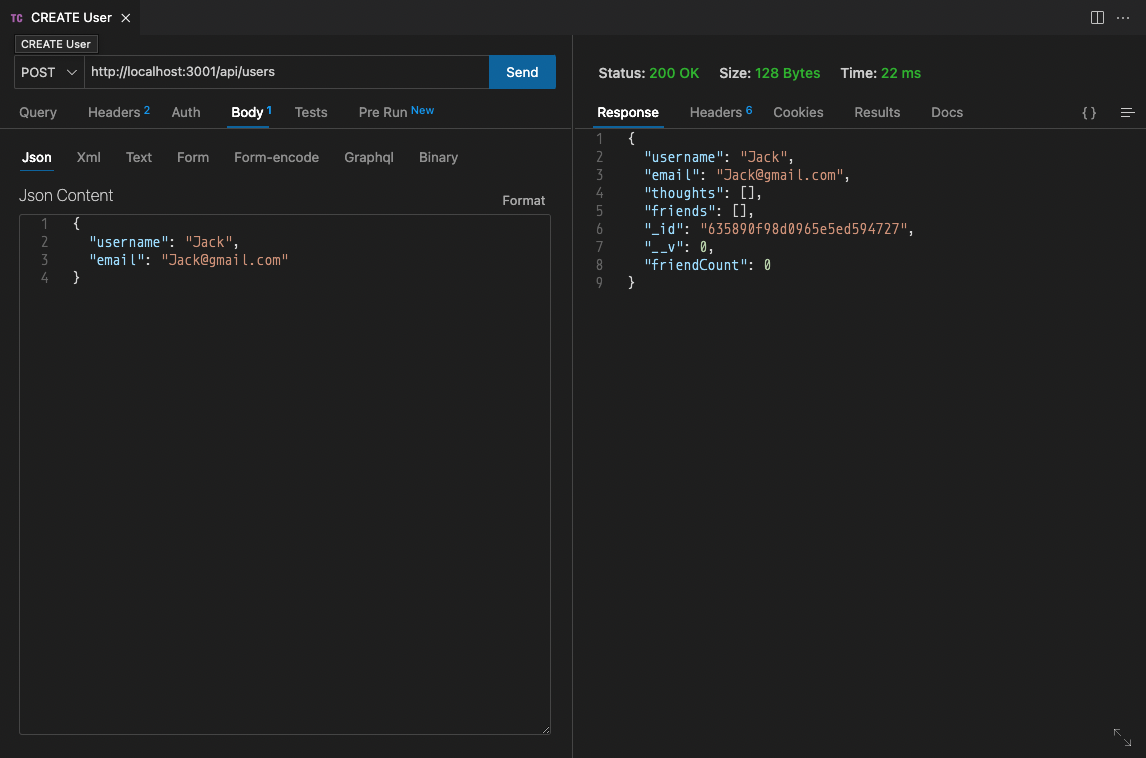 TC CREATE User
CREATE User
POST http://localhost:3001/api/users Send
Query Headers 2 Auth Body 1 Tests Pre Run New
Json Xml Text Form Form-encode Graphql Binary
Json Content Format
1 {
2 "username": "Jack",
3 "email": "Jack@gmail.com"
4 }
Status: 200 OK Size: 128 Bytes Time: 22 ms
Response Headers 6 Cookies Results Docs { }
1 {
2 "username": "Jack",
3 "email": "Jack@gmail.com",
4 "thoughts": [],
5 "friends": [],
6 "_id": "635890f98d0965e5ed594727",
7 "__v": 0,
8 "friendCount": 0
9 }